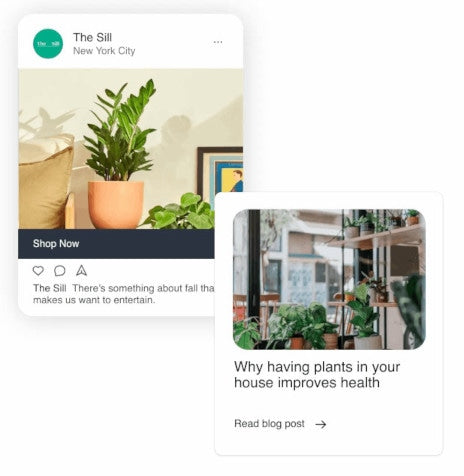 The Sill
The Sill
New York City
Shop Now
The Sill There's something about fall tha
makes us want to entertain.
Why having plants in your
house improves health
Read blog post